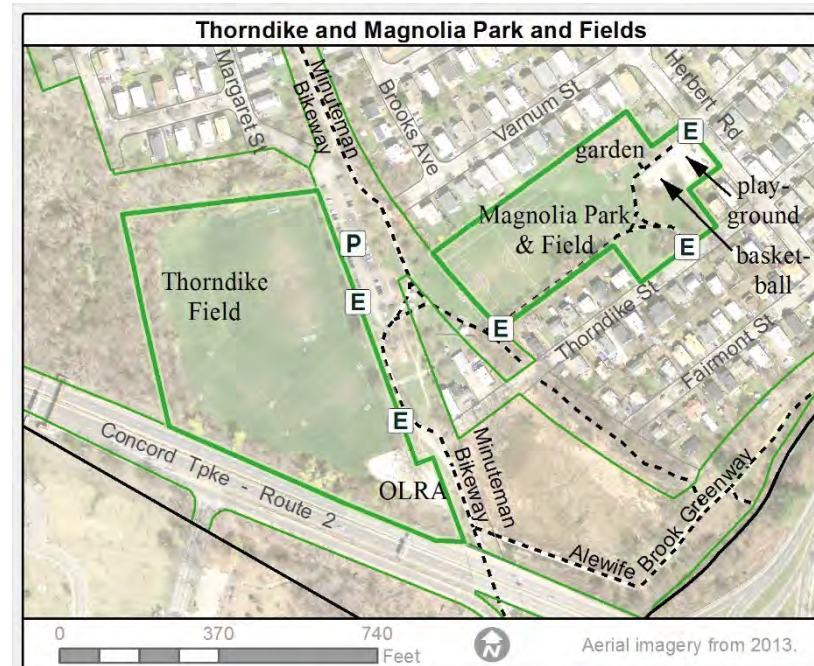 Thorndike and Magnolia Park and Fields
Margaret St
Minuteman
Bikeway
Brooks Ave
Varnum St
Herbert Rd
E
garden
play-
ground
Magnolia Park
& Field
basket-
ball
E
P
E
Thorndike
Field
E
Thorndike St
Fairmont St
E
Concord Tpke - Route 2
OLRA
Minuteman
Bikeway
Alewife Brook Greenway
0
370
740
Feet
N
Aerial imagery from 2013.